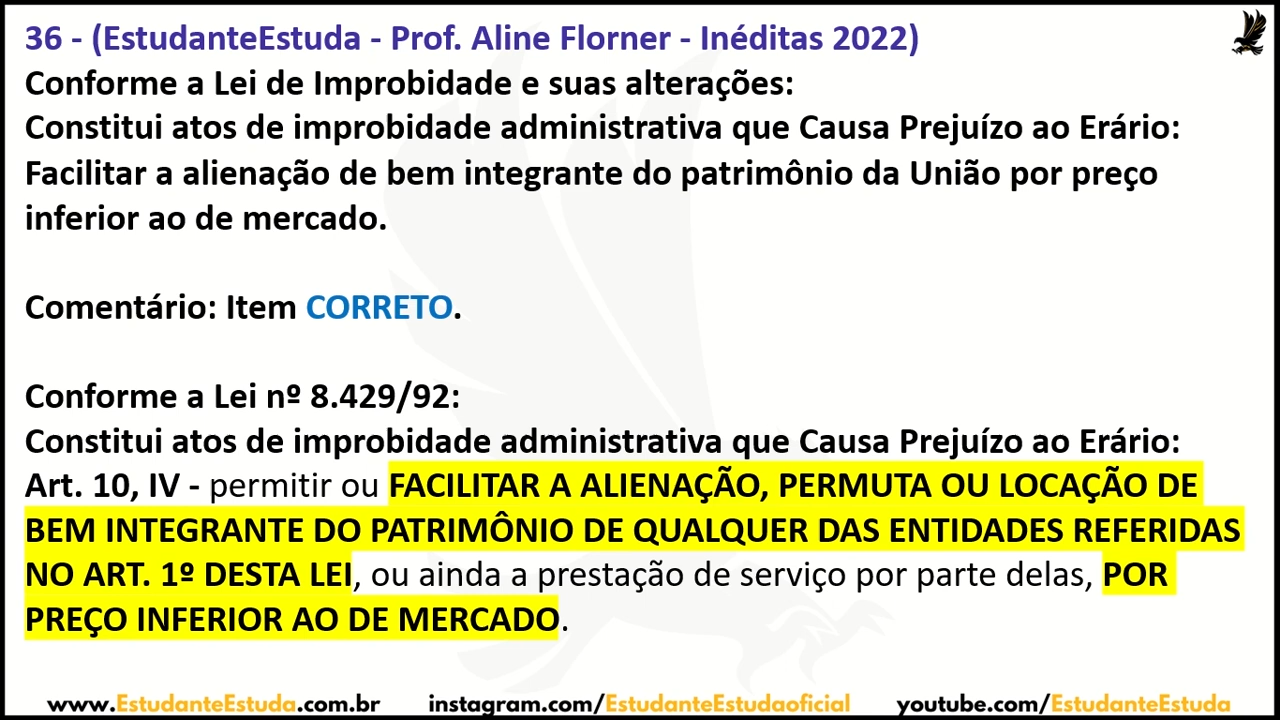 36 - (EstudanteEstuda - Prof. Aline Florner - Inéditas 2022)
Conforme a Lei de Improbidade e suas alterações:
Constitui atos de improbidade administrativa que Causa Prejuízo ao Erário:
Facilitar a alienação de bem integrante do patrimônio da União por preço
inferior ao de mercado.
Comentário: Item CORRETO.
Conforme a Lei nº 8.429/92:
Constitui atos de improbidade administrativa que Causa Prejuízo ao Erário:
Art. 10, IV - permitir ou FACILITAR A ALIENAÇÃO, PERMUTA OU LOCAÇÃO DE
BEM INTEGRANTE DO PATRIMÔNIO DE QUALQUER DAS ENTIDADES REFERIDAS
NO ART. 1º DESTA LEI, ou ainda a prestação de serviço por parte delas, POR
PREÇO INFERIOR AO DE MERCADO.
www.EstudanteEstuda.com.br instagram.com/EstudanteEstudaoficial youtube.com/EstudanteEstuda